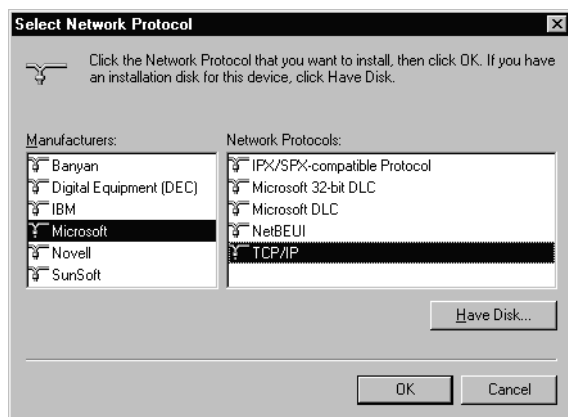 Select Network Protocol
Click the Network Protocol that you want to install, then click OK. If you have
an installation disk for this device, click Have Disk.
Manufacturers:
Banyan
Digital Equipment (DEC)
IBM
Microsoft
Novell
SunSoft
Network Protocols:
IPX/SPX-compatible Protocol
Microsoft 32-bit DLC
Microsoft DLC
NetBEUI
TCP/IP
Have Disk...
OK
Cancel